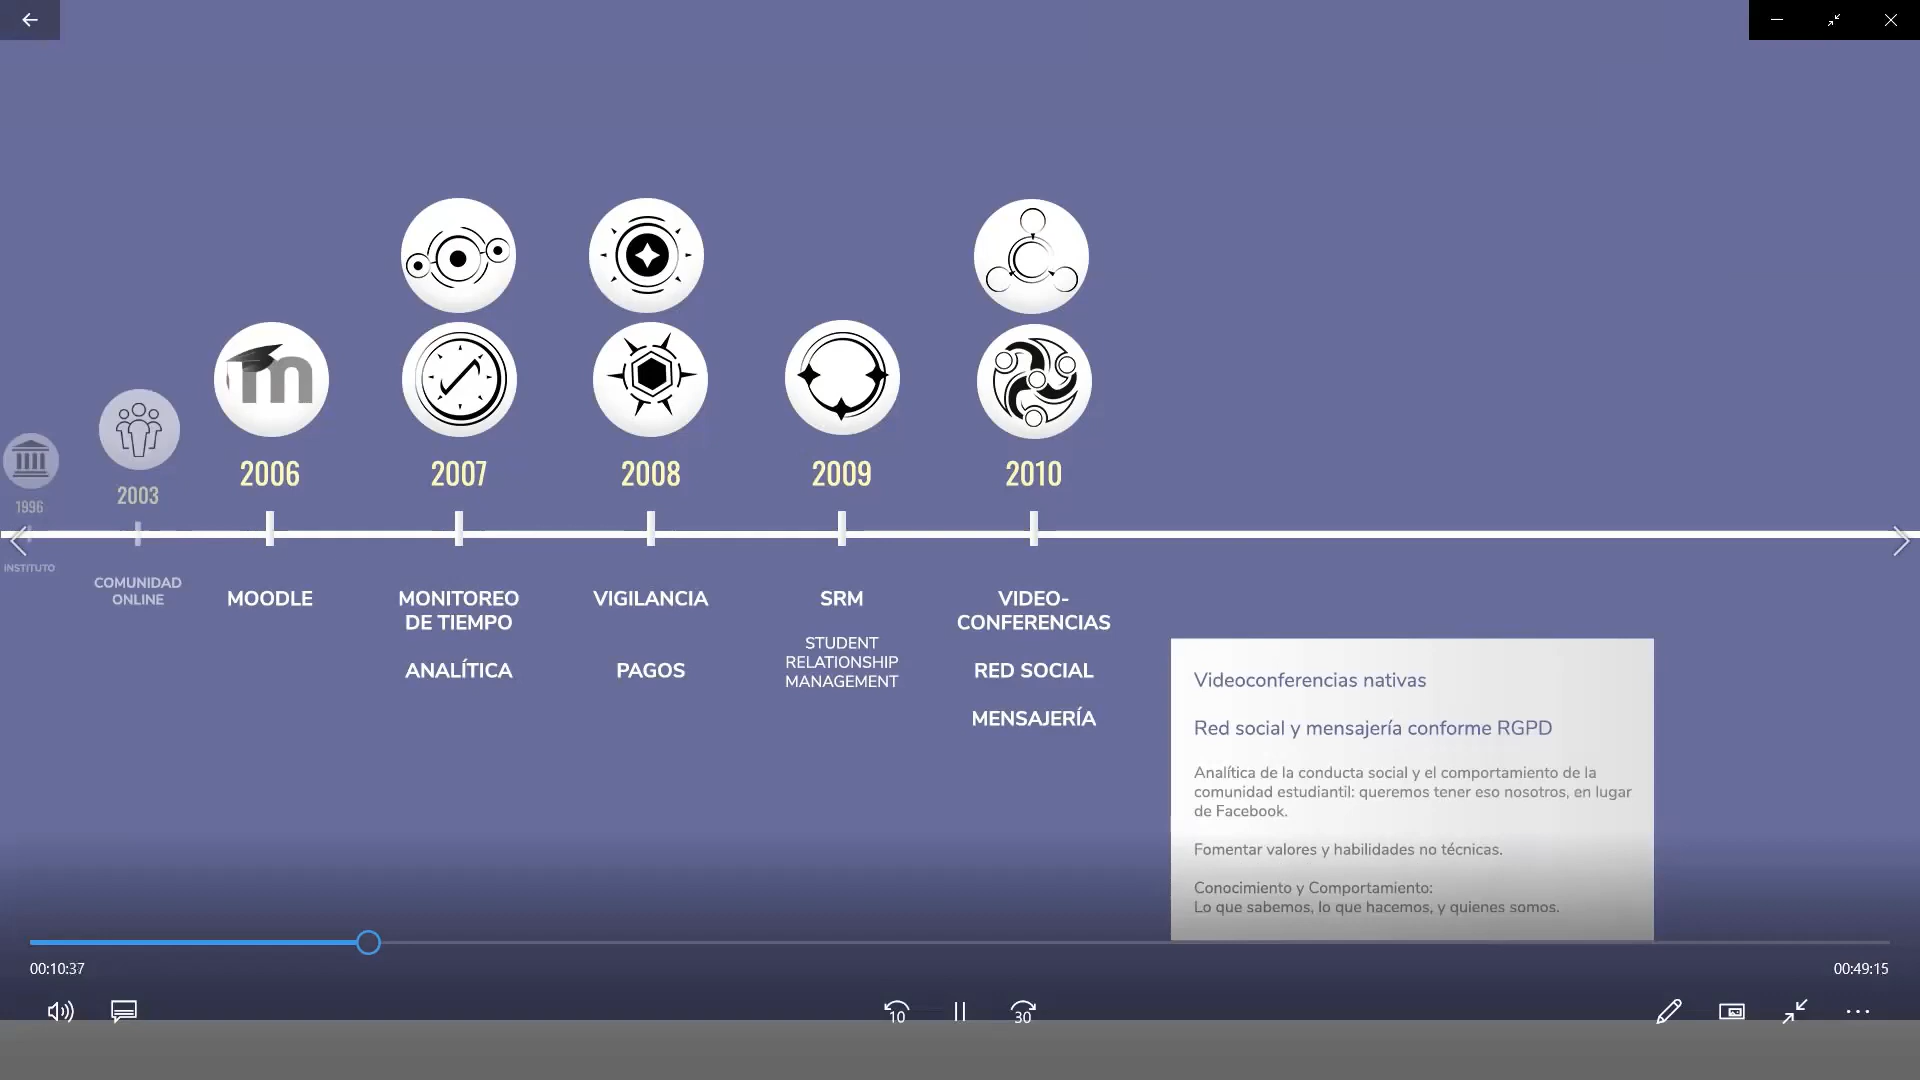 m
2006
2007
2008
2009
2010
2003
1996
INSTITUTO
COMUNIDAD
ONLINE
MOODLE
MONITOREO
DE TIEMPO
ANALÍTICA
VIGILANCIA
PAGOS
SRM
STUDENT
RELATIONSHIP
MANAGEMENT
VIDEO-
CONFERENCIAS
RED SOCIAL
MENSAJERÍA
Videoconferencias nativas
Red social y mensajería conforme RGPD
Analítica de la conducta social y el comportamiento de la
comunidad estudiantil: queremos tener eso nosotros, en lugar
de Facebook.
Fomentar valores y habilidades no técnicas.
Conocimiento y Comportamiento:
Lo que sabemos, lo que hacemos, y quienes somos.
00:10:37
00:49:15
10
30